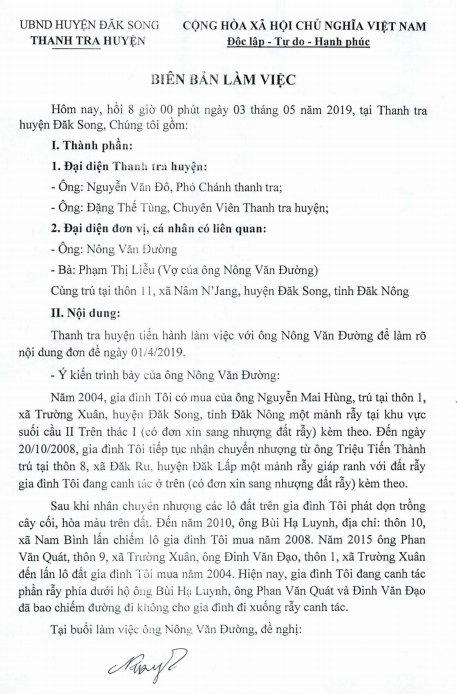 UBND HUYỆN ĐĂK SONG
THANH TRA HUYỆN
CỘNG HÒA XÃ HỘI CHỦ NGHĨA VIỆT NAM
Độc lập - Tự do - Hạnh phúc
BIÊN BẢN LÀM VIỆC
Hôm nay, hồi 8 giờ 00 phút ngày 03 tháng 05 năm 2019, tại Thanh tra
huyện Đăk Song, Chúng tôi gồm:
I. Thành phần:
1. Đại diện Thanh tra huyện:
- Ông: Nguyễn Văn Đô, Phó Chánh thanh tra;
- Ông: Đặng Thế Tùng, Chuyên Viên Thanh tra huyện;
2. Đại diện đơn vị, cá nhân có liên quan:
- Ông: Nông Văn Đường
- Bà: Phạm Thị Liễu (Vợ của ông Nông Văn Đường)
Cùng trú tại thôn 11, xã Nâm N'Jang, huyện Đăk Song, tỉnh Đăk Nông
II. Nội dung:
Thanh tra huyện tiến hành làm việc với ông Nông Văn Đường để làm rõ
nội dung đơn đề ngày 01/4/2019.
- Ý kiến trình bày của ông Nông Văn Đường:
Năm 2004, gia đình Tôi có mua của ông Nguyễn Mai Hùng, trú tại thôn 1,
xã Trường Xuân, huyện Đăk Song, tỉnh Đăk Nông một mảnh rẫy tại khu vực
suối cầu II Trên thác I (có đơn xin sang nhượng đất rẫy) kèm theo. Đến ngày
20/10/2008, gia đình Tôi tiếp tục nhận chuyển nhượng từ ông Triệu Tiến Thành
trú tại thôn 8, xã Đăk Ru, huyện Đăk Lấp một mảnh rẫy giáp ranh với đất rẫy
gia đình Tôi đang canh tác ở trên (có đơn xin sang nhượng đất rẫy) kèm theo.
Sau khi nhân chuyển nhượng các lô đất trên gia đình Tôi phát dọn trồng
cây cối, hòa màu trên đất. Đến năm 2010, ông Bùi Hạ Luynh, địa chỉ: thôn 10,
xã Nam Bình lấn chiếm lô gia đình Tôi mua năm 2008. Năm 2015 ông Phan
Văn Quát, thôn 9, xã Trường Xuân, ông Đinh Văn Đạo, thôn 1, xã Trường Xuân
đến lấn lô đất gia đình Tôi mua năm 2004. Hiện nay, gia đình Tôi đang canh tác
phần rẫy phía dưới hộ ông Bùi Hạ Luynh, ông Phan Văn Quát và Đinh Văn Đạo
đã bao chiếm đường đi không cho gia đình đi xuống rẫy canh tác.
Tại buổi làm việc ông Nông Văn Đường, đề nghị: